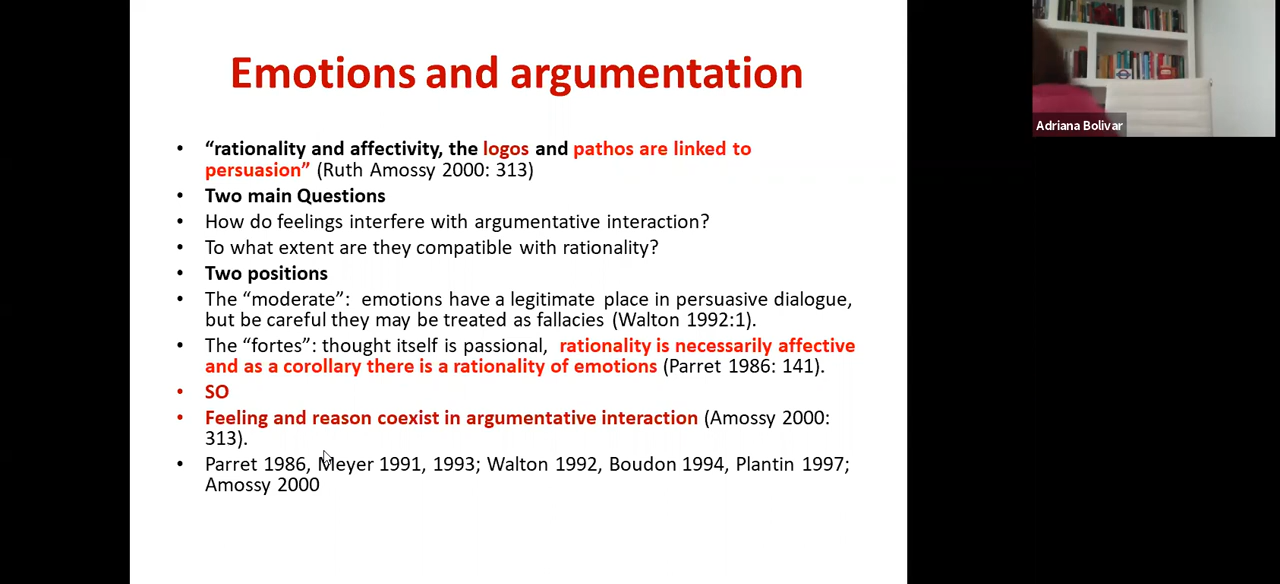 Emotions and argumentation
• “rationality and affectivity, the logos and pathos are linked to
persuasion” (Ruth Amossy 2000: 313)
• Two main Questions
• How do feelings interfere with argumentative interaction?
• To what extent are they compatible with rationality?
• Two positions
• The “moderate”: emotions have a legitimate place in persuasive dialogue,
but be careful they may be treated as fallacies (Walton 1992:1).
• The “fortes”: thought itself is passional, rationality is necessarily affective
and as a corollary there is a rationality of emotions (Parret 1986: 141).
• SO
• Feeling and reason coexist in argumentative interaction (Amossy 2000:
313).
• Parret 1986, Meyer 1991, 1993; Walton 1992, Boudon 1994, Plantin 1997;
Amossy 2000
Adriana Bolivar